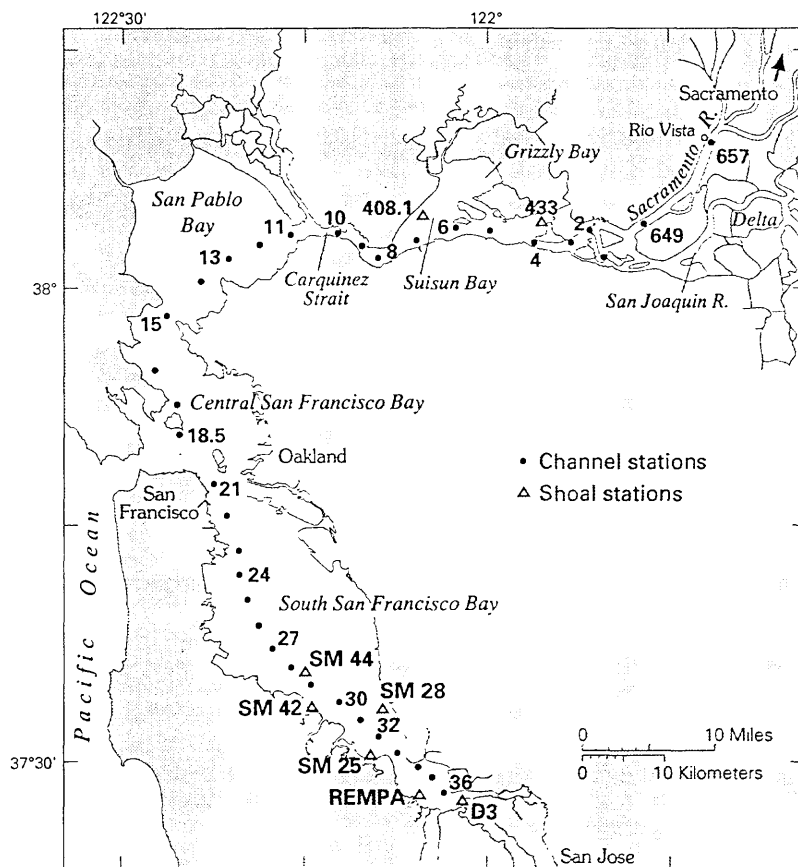 122°30'
122°
Sacramento
Rio Vista
Sacramento R.
657
Grizzly Bay
San Pablo
Bay
408.1
433
2
Delta
10
11
6
649
13
8
4
Carquinez
Strait
Suisun Bay
San Joaquin R.
38°
15
Central San Francisco Bay
18.5
Oakland
• Channel stations
San
Francisco
21
△ Shoal stations
Pacific Ocean
24
South San Francisco Bay
27
SM 44
SM 28
30
SM 42
32
0 10 Miles
37°30'
SM 25
0 10 Kilometers
36
REMPA
D3
San Jose